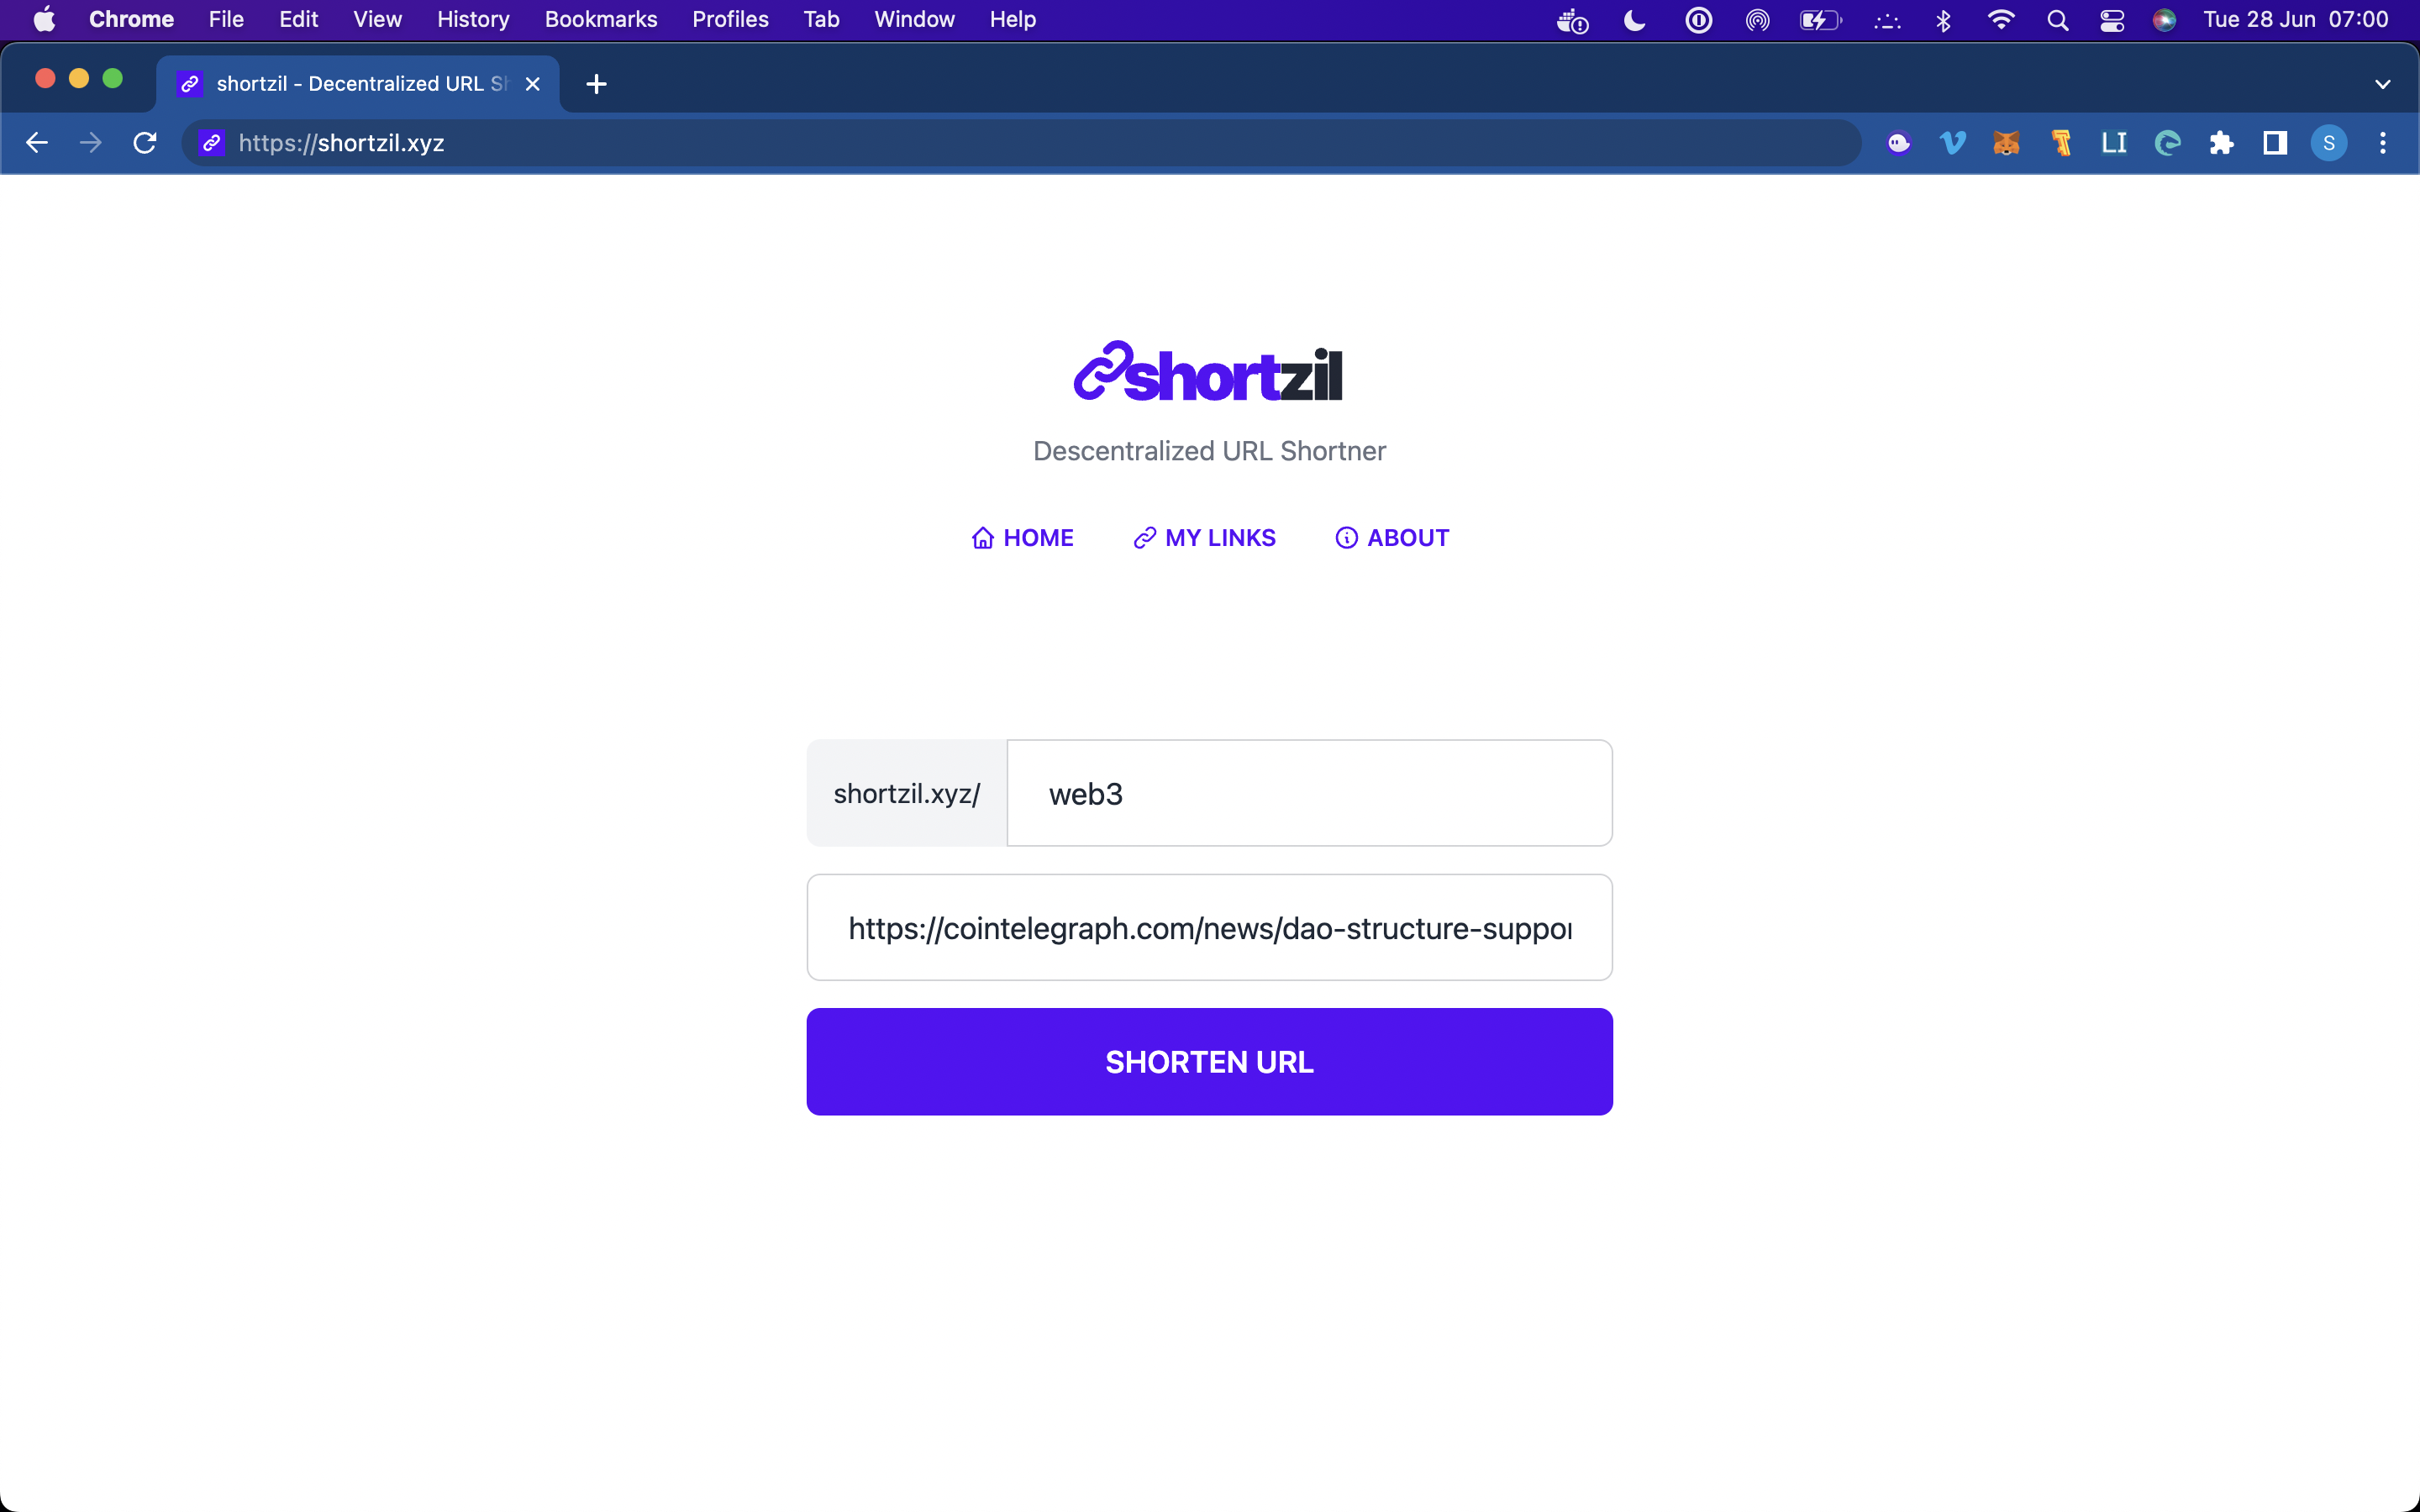 Chrome File Edit View History Bookmarks Profiles Tab Window Help Tue 28 Jun 07:00
shortzil - Decentralized URL Sh
https://shortzil.xyz LI S
shortzil
Descentralized URL Shortner
HOME MY LINKS ABOUT
shortzil.xyz/ web3
https://cointelegraph.com/news/dao-structure-suppor
SHORTEN URL